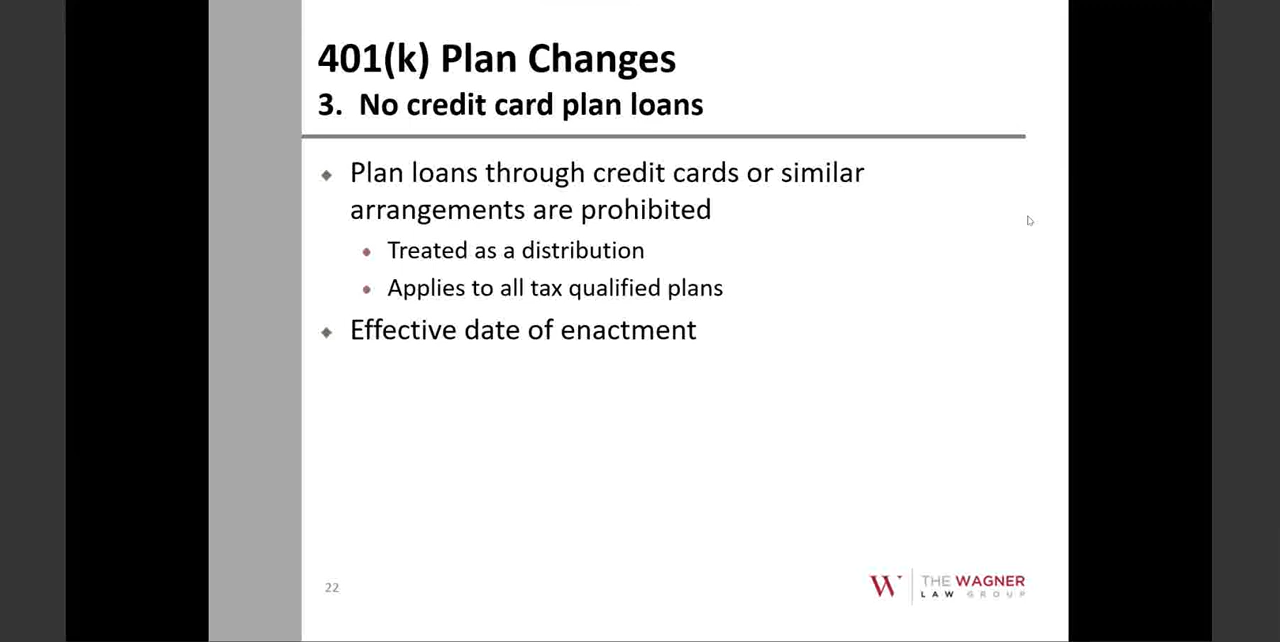 401(k) Plan Changes
3. No credit card plan loans
Plan loans through credit cards or similar
arrangements are prohibited
Treated as a distribution
Applies to all tax qualified plans
Effective date of enactment
22
W THE WAGNER
LAW GROUP